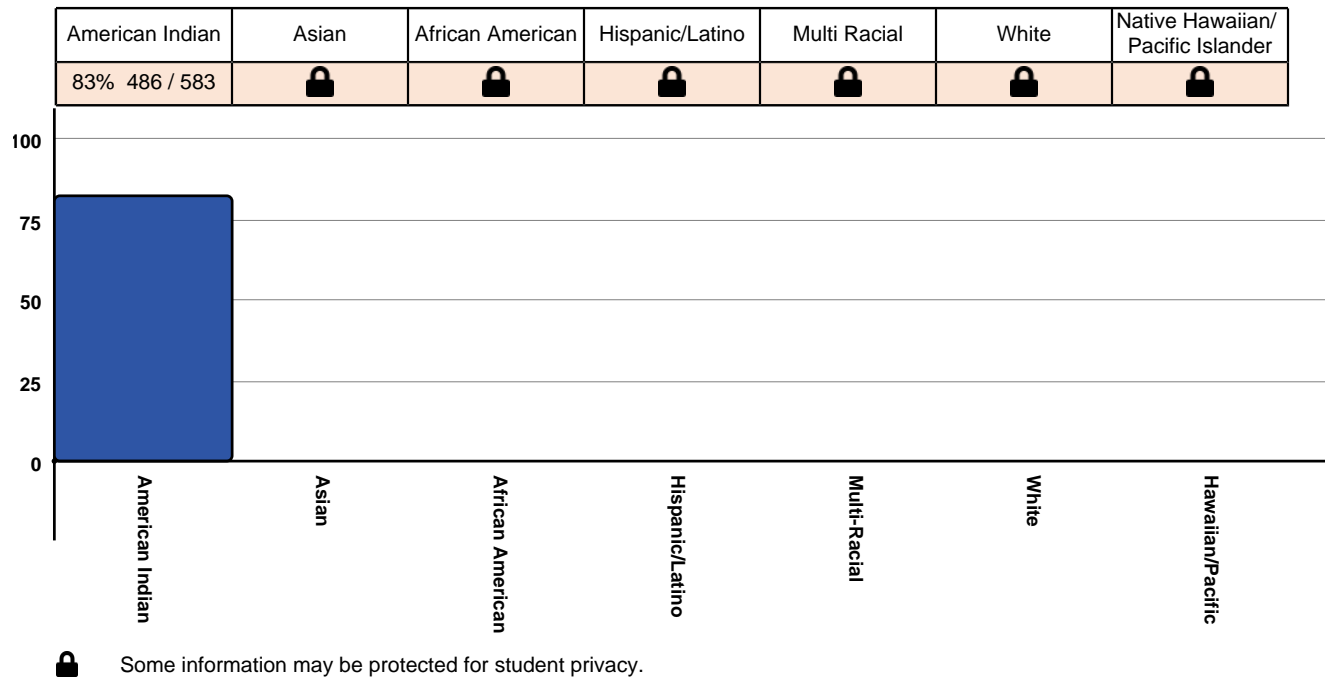 American Indian Asian African American Hispanic/Latino Multi Racial White Native Hawaiian/
Pacific Islander
83% 486 / 583
100
75
50
25
0
American Indian
Asian
African American
Hispanic/Latino
Multi-Racial
White
Hawaiian/Pacific
Some information may be protected for student privacy.